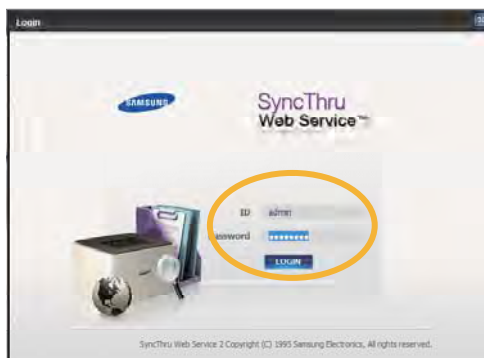 Login
SAMSUNG
SyncThru
Web Service™
ID admin
Password
LOGIN
SyncThru Web Service 2 Copyright (C) 1995 Samsung Electronics, All rights reserved.